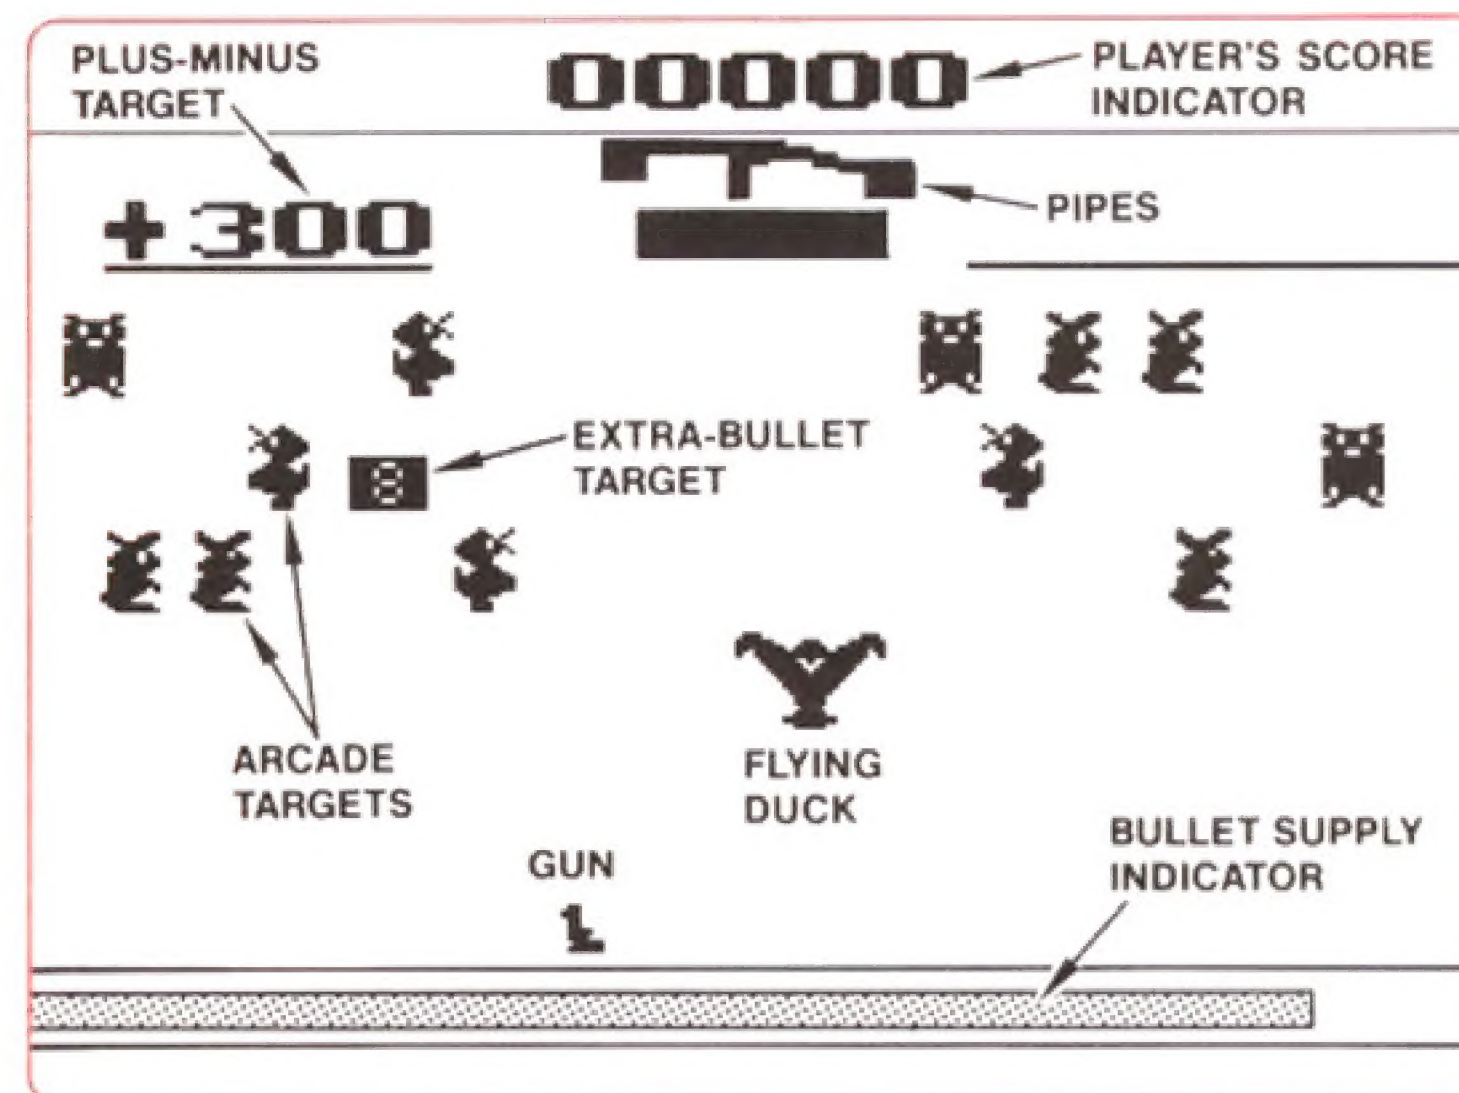 PLUS-MINUS
TARGET
00000
PLAYER'S SCORE
INDICATOR
+300
PIPES
EXTRA-BULLET
TARGET
8
ARCADE
TARGETS
FLYING
DUCK
GUN
BULLET SUPPLY
INDICATOR